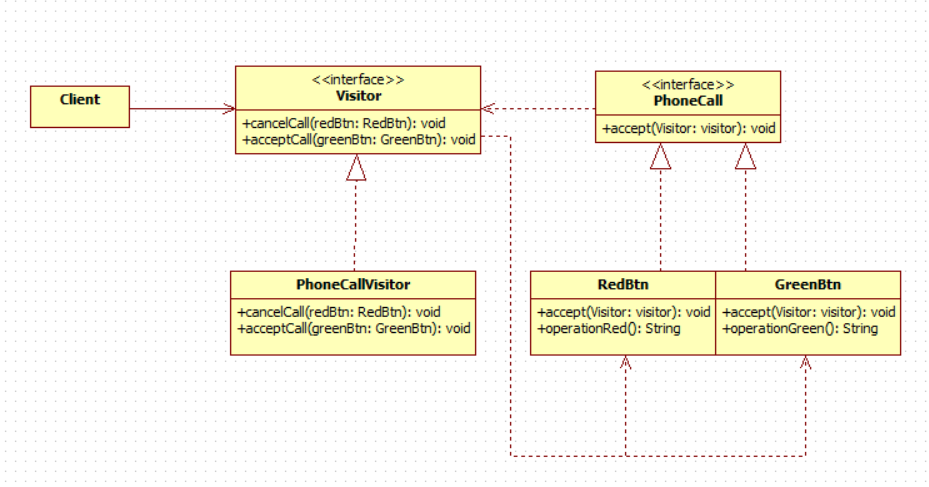 Client
<<interface>>
Visitor
+cancelCall(redBtn: RedBtn): void
+acceptCall(greenBtn: GreenBtn): void
<<interface>>
PhoneCall
+accept(Visitor: visitor): void
PhoneCallVisitor
+cancelCall(redBtn: RedBtn): void
+acceptCall(greenBtn: GreenBtn): void
RedBtn
+accept(Visitor: visitor): void
+operationRed(): String
GreenBtn
+accept(Visitor: visitor): void
+operationGreen(): String